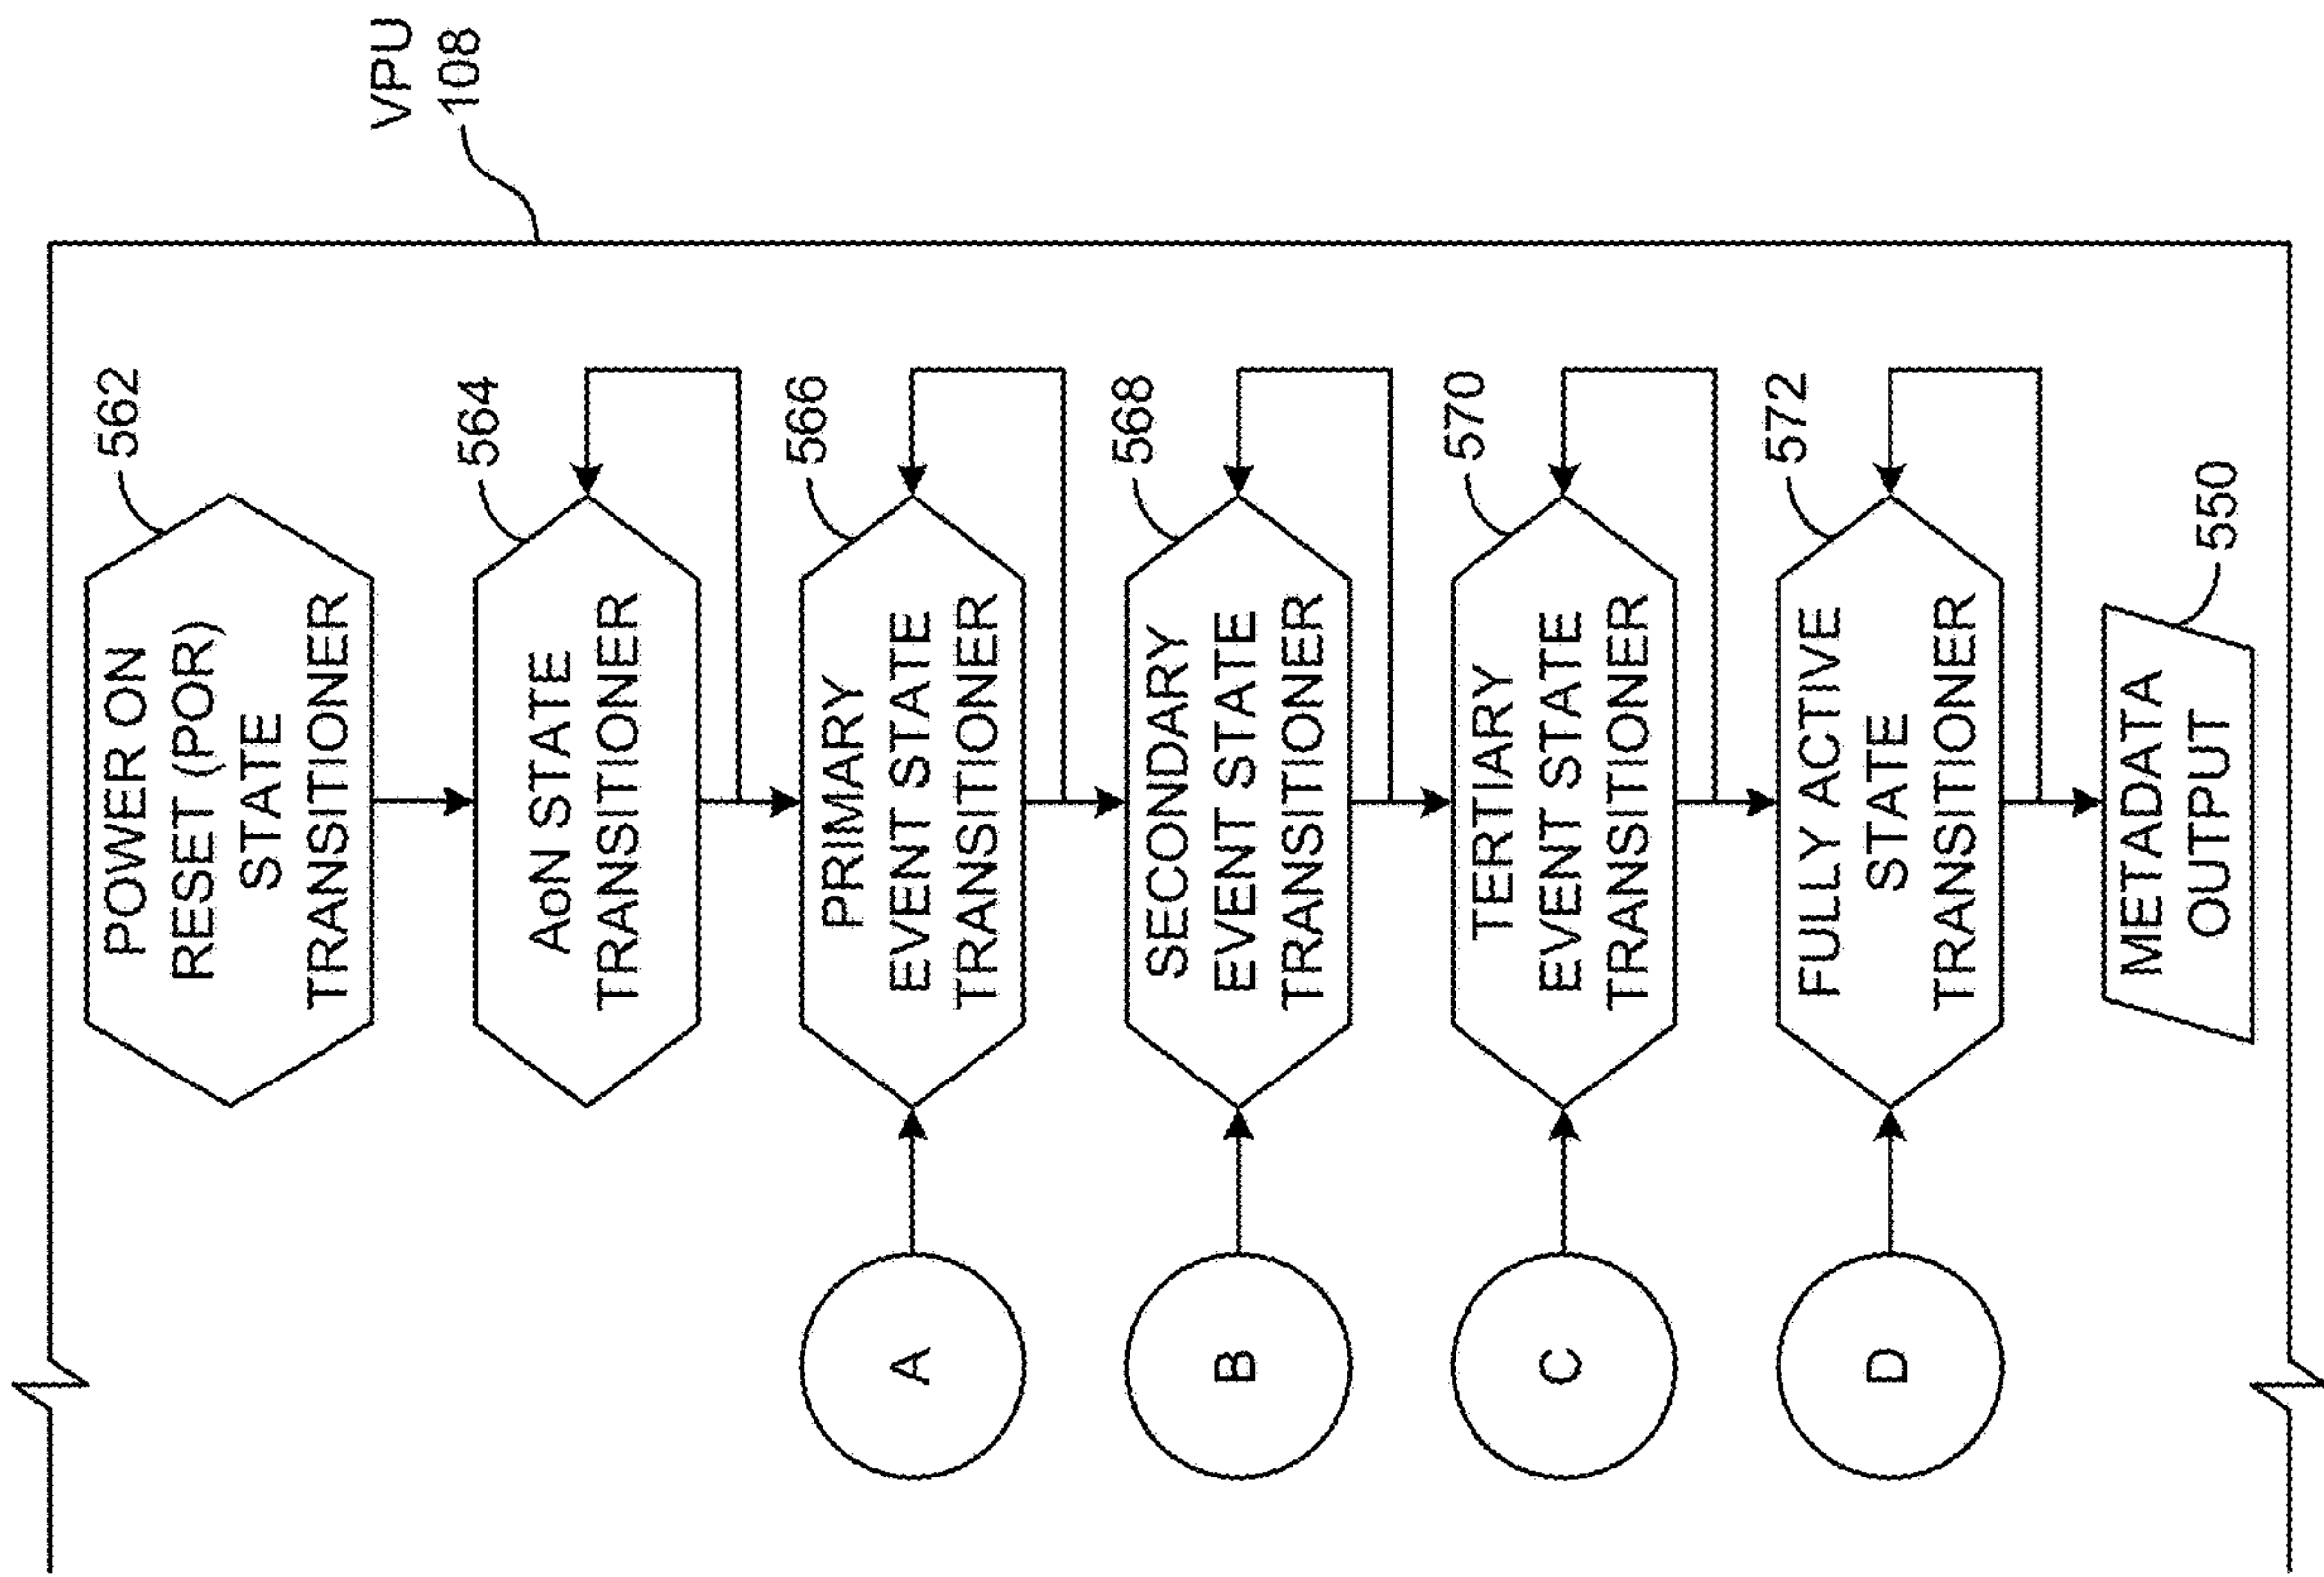 VPU
108
562
POWER ON
RESET (POR)
STATE
TRANSITIONER
564
AoN STATE
TRANSITIONER
566
PRIMARY
EVENT STATE
TRANSITIONER
A
568
SECONDARY
EVENT STATE
TRANSITIONER
B
570
TERTIARY
EVENT STATE
TRANSITIONER
C
572
FULLY ACTIVE
STATE
TRANSITIONER
D
550
METADATA
OUTPUT